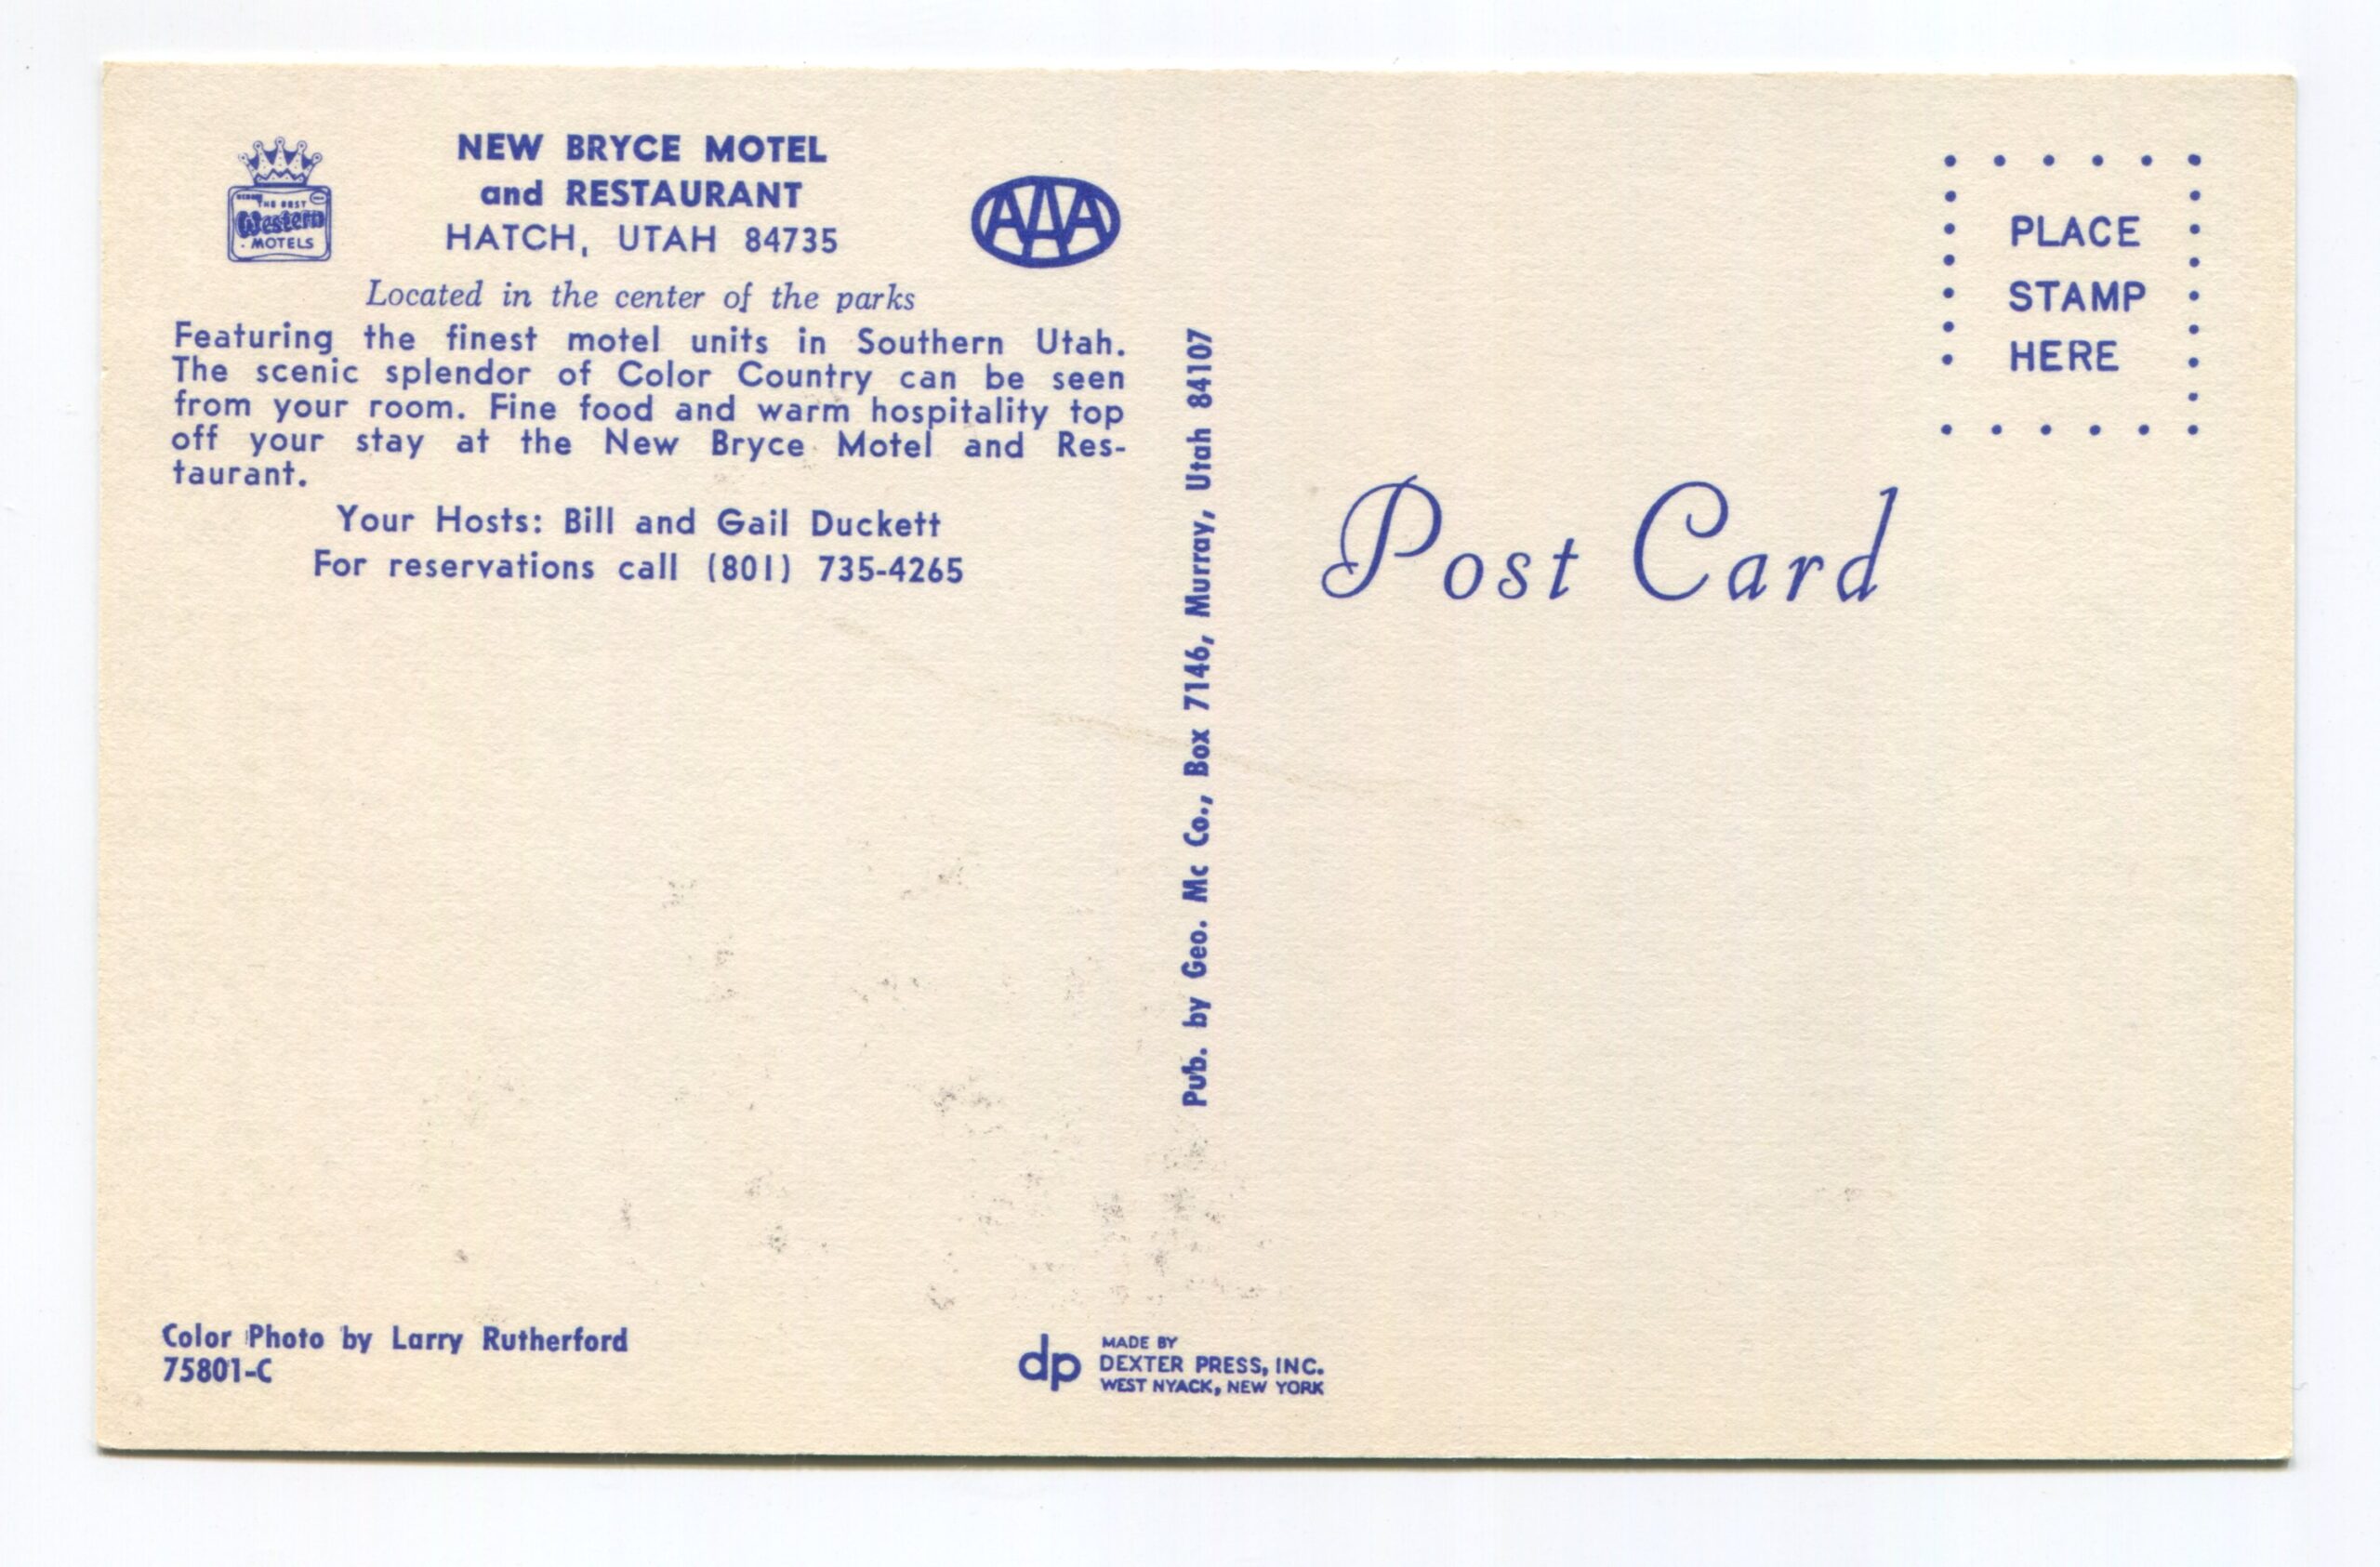 THE BEST
Western
MOTELS
NEW BRYCE MOTEL
and RESTAURANT
HATCH, UTAH 84735
AAA
Located in the center of the parks
Featuring the finest motel units in Southern Utah.
The scenic splendor of Color Country can be seen
from your room. Fine food and warm hospitality top
off your stay at the New Bryce Motel and Res-
taurant.
Your Hosts: Bill and Gail Duckett
For reservations call (801) 735-4265
Color Photo by Larry Rutherford
75801-C
Pub. by Geo. Mc Co., Box 7146, Murray, Utah 84107
dp
MADE BY
DEXTER PRESS, INC.
WEST NYACK, NEW YORK
PLACE
STAMP
HERE
Post Card